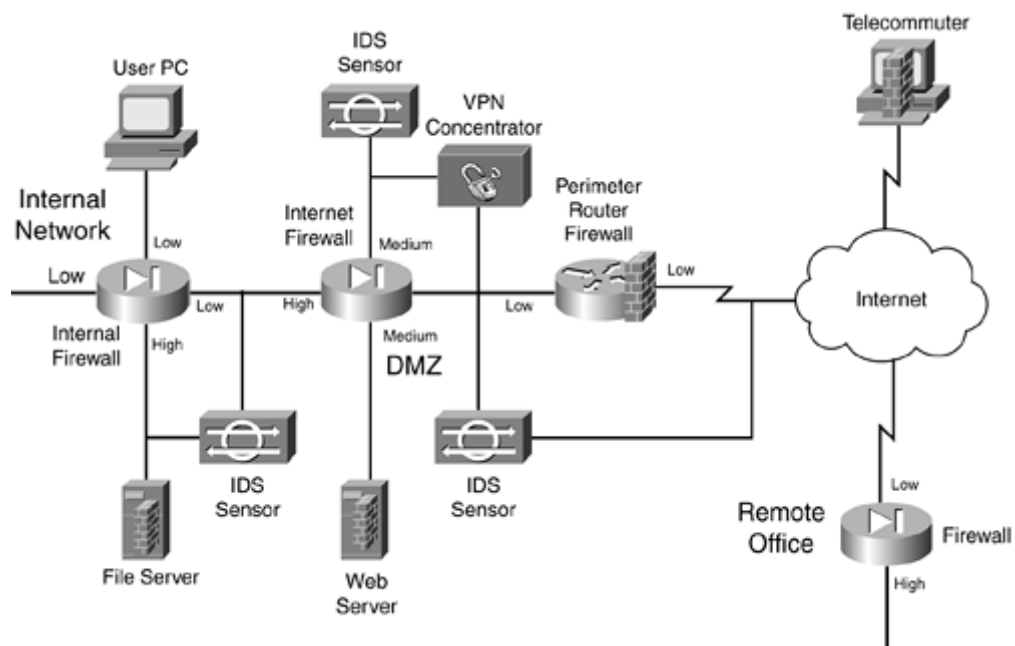 Telecommuter
IDS
Sensor
User PC
VPN
Concentrator
Perimeter
Router
Firewall
Internal
Network
Internet
Firewall
Low
Medium
Low
Low
Low
High
Low
Internet
Internal
Firewall
High
Medium
DMZ
IDS
Sensor
IDS
Sensor
Low
Remote
Office
Firewall
File Server
Web
Server
High